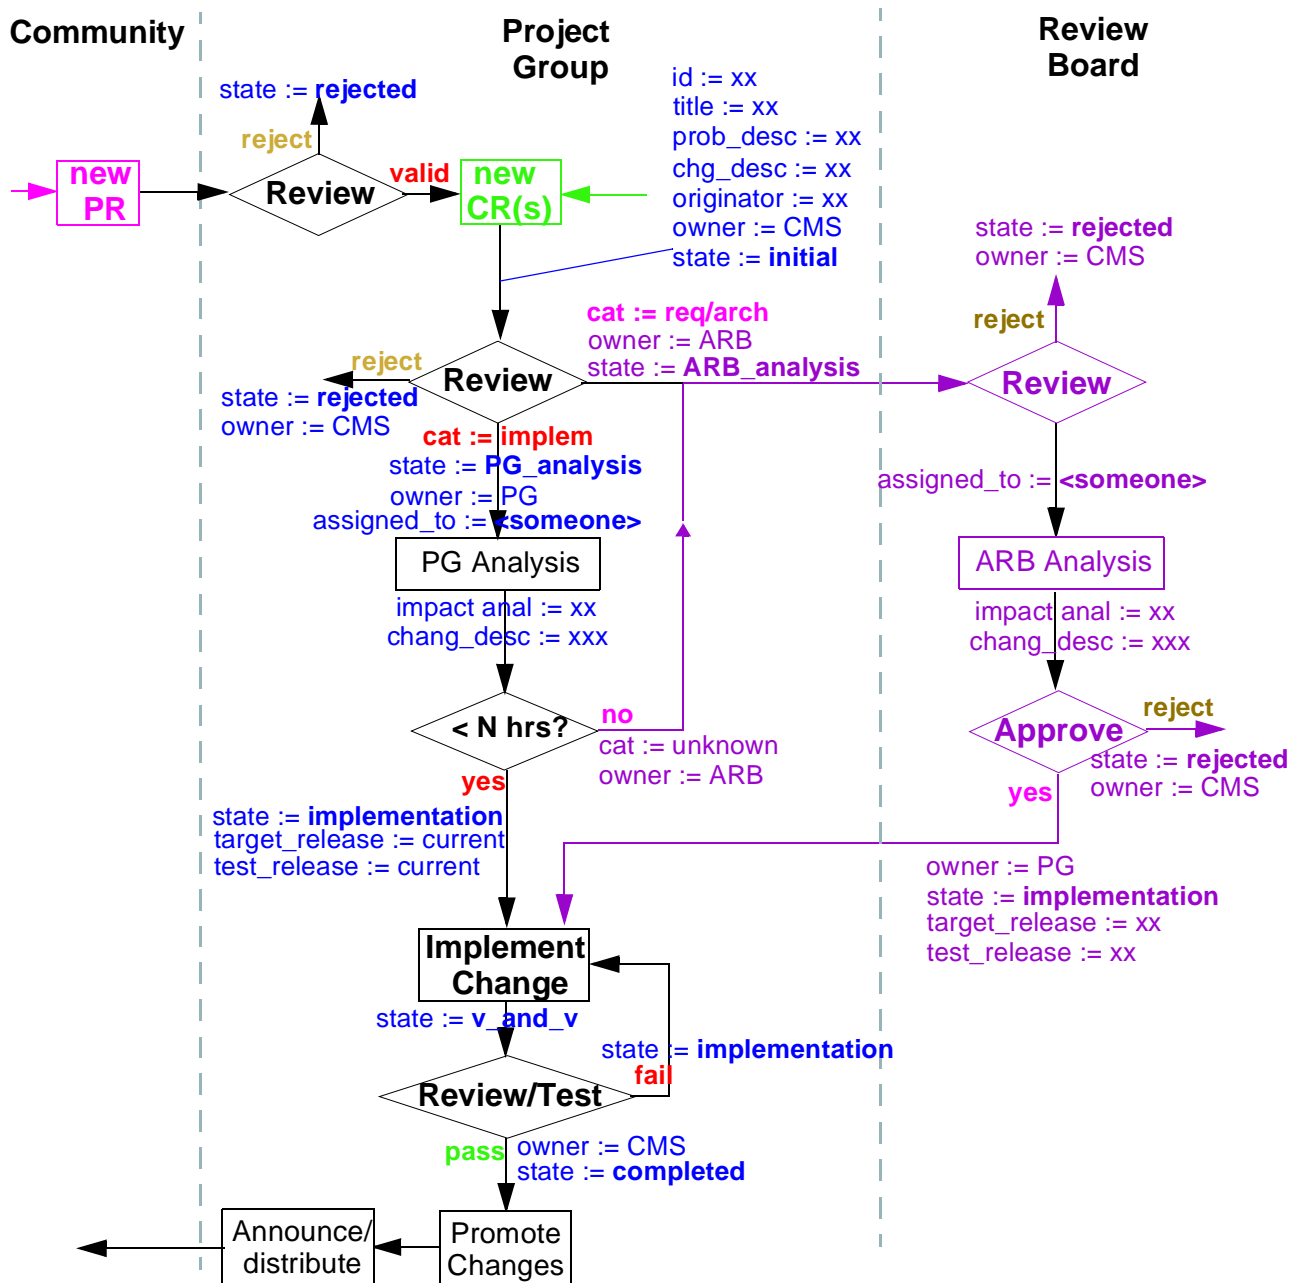 Community
Project
Group
Review
Board
state := rejected
reject
new
PR
Review
valid
new
CR(s)
id := xx
title := xx
prob_desc := xx
chg_desc := xx
originator := xx
owner := CMS
state := initial
state := rejected
owner := CMS
reject
cat := req/arch
owner := ARB
state := ARB_analysis
reject
Review
Review
state := rejected
owner := CMS
cat := implem
state := PG_analysis
owner := PG
assigned_to := <someone>
assigned_to := <someone>
PG Analysis
ARB Analysis
impact anal := xx
chang_desc := xxx
impact anal := xx
chang_desc := xxx
< N hrs?
no
cat := unknown
owner := ARB
yes
Approve
reject
state := rejected
owner := CMS
yes
state := implementation
target_release := current
test_release := current
owner := PG
state := implementation
target_release := xx
test_release := xx
Implement
Change
state := v_and_v
state := implementation
fail
Review/Test
pass
owner := CMS
state := completed
Announce/
distribute
Promote
Changes